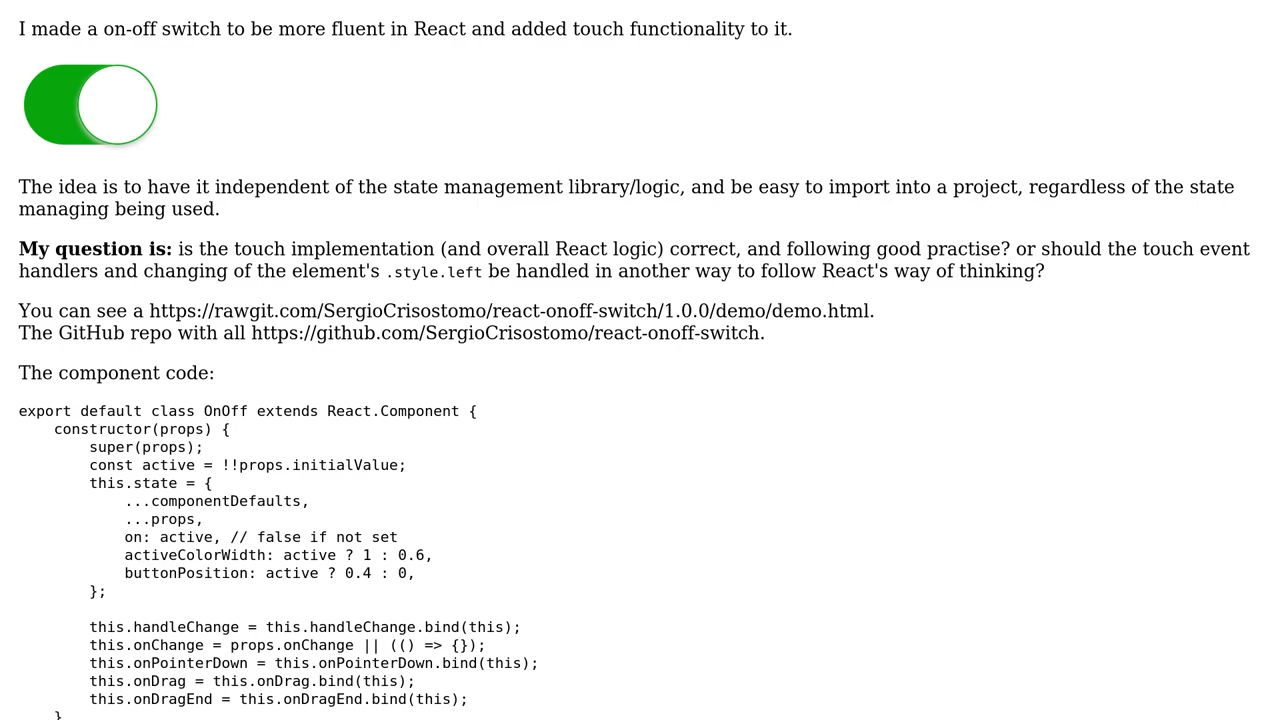 I made a on-off switch to be more fluent in React and added touch functionality to it.
The idea is to have it independent of the state management library/logic, and be easy to import into a project, regardless of the state
managing being used.
My question is: is the touch implementation (and overall React logic) correct, and following good practise? or should the touch event
handlers and changing of the element's .style.left be handled in another way to follow React's way of thinking?
You can see a https://rawgit.com/SergioCrisostomo/react-onoff-switch/1.0.0/demo/demo.html.
The GitHub repo with all https://github.com/SergioCrisostomo/react-onoff-switch.
The component code:
export default class OnOff extends React.Component {
    constructor(props) {
        super(props);
        const active = !!props.initialValue;
        this.state = {
            ...componentDefaults,
            ...props,
            on: active, // false if not set
            activeColorWidth: active ? 1 : 0.6,
            buttonPosition: active ? 0.4 : 0,
        };
        this.handleChange = this.handleChange.bind(this);
        this.onChange = props.onChange || (() => {});
        this.onPointerDown = this.onPointerDown.bind(this);
        this.onDrag = this.onDrag.bind(this);
        this.onDragEnd = this.onDragEnd.bind(this);
    }